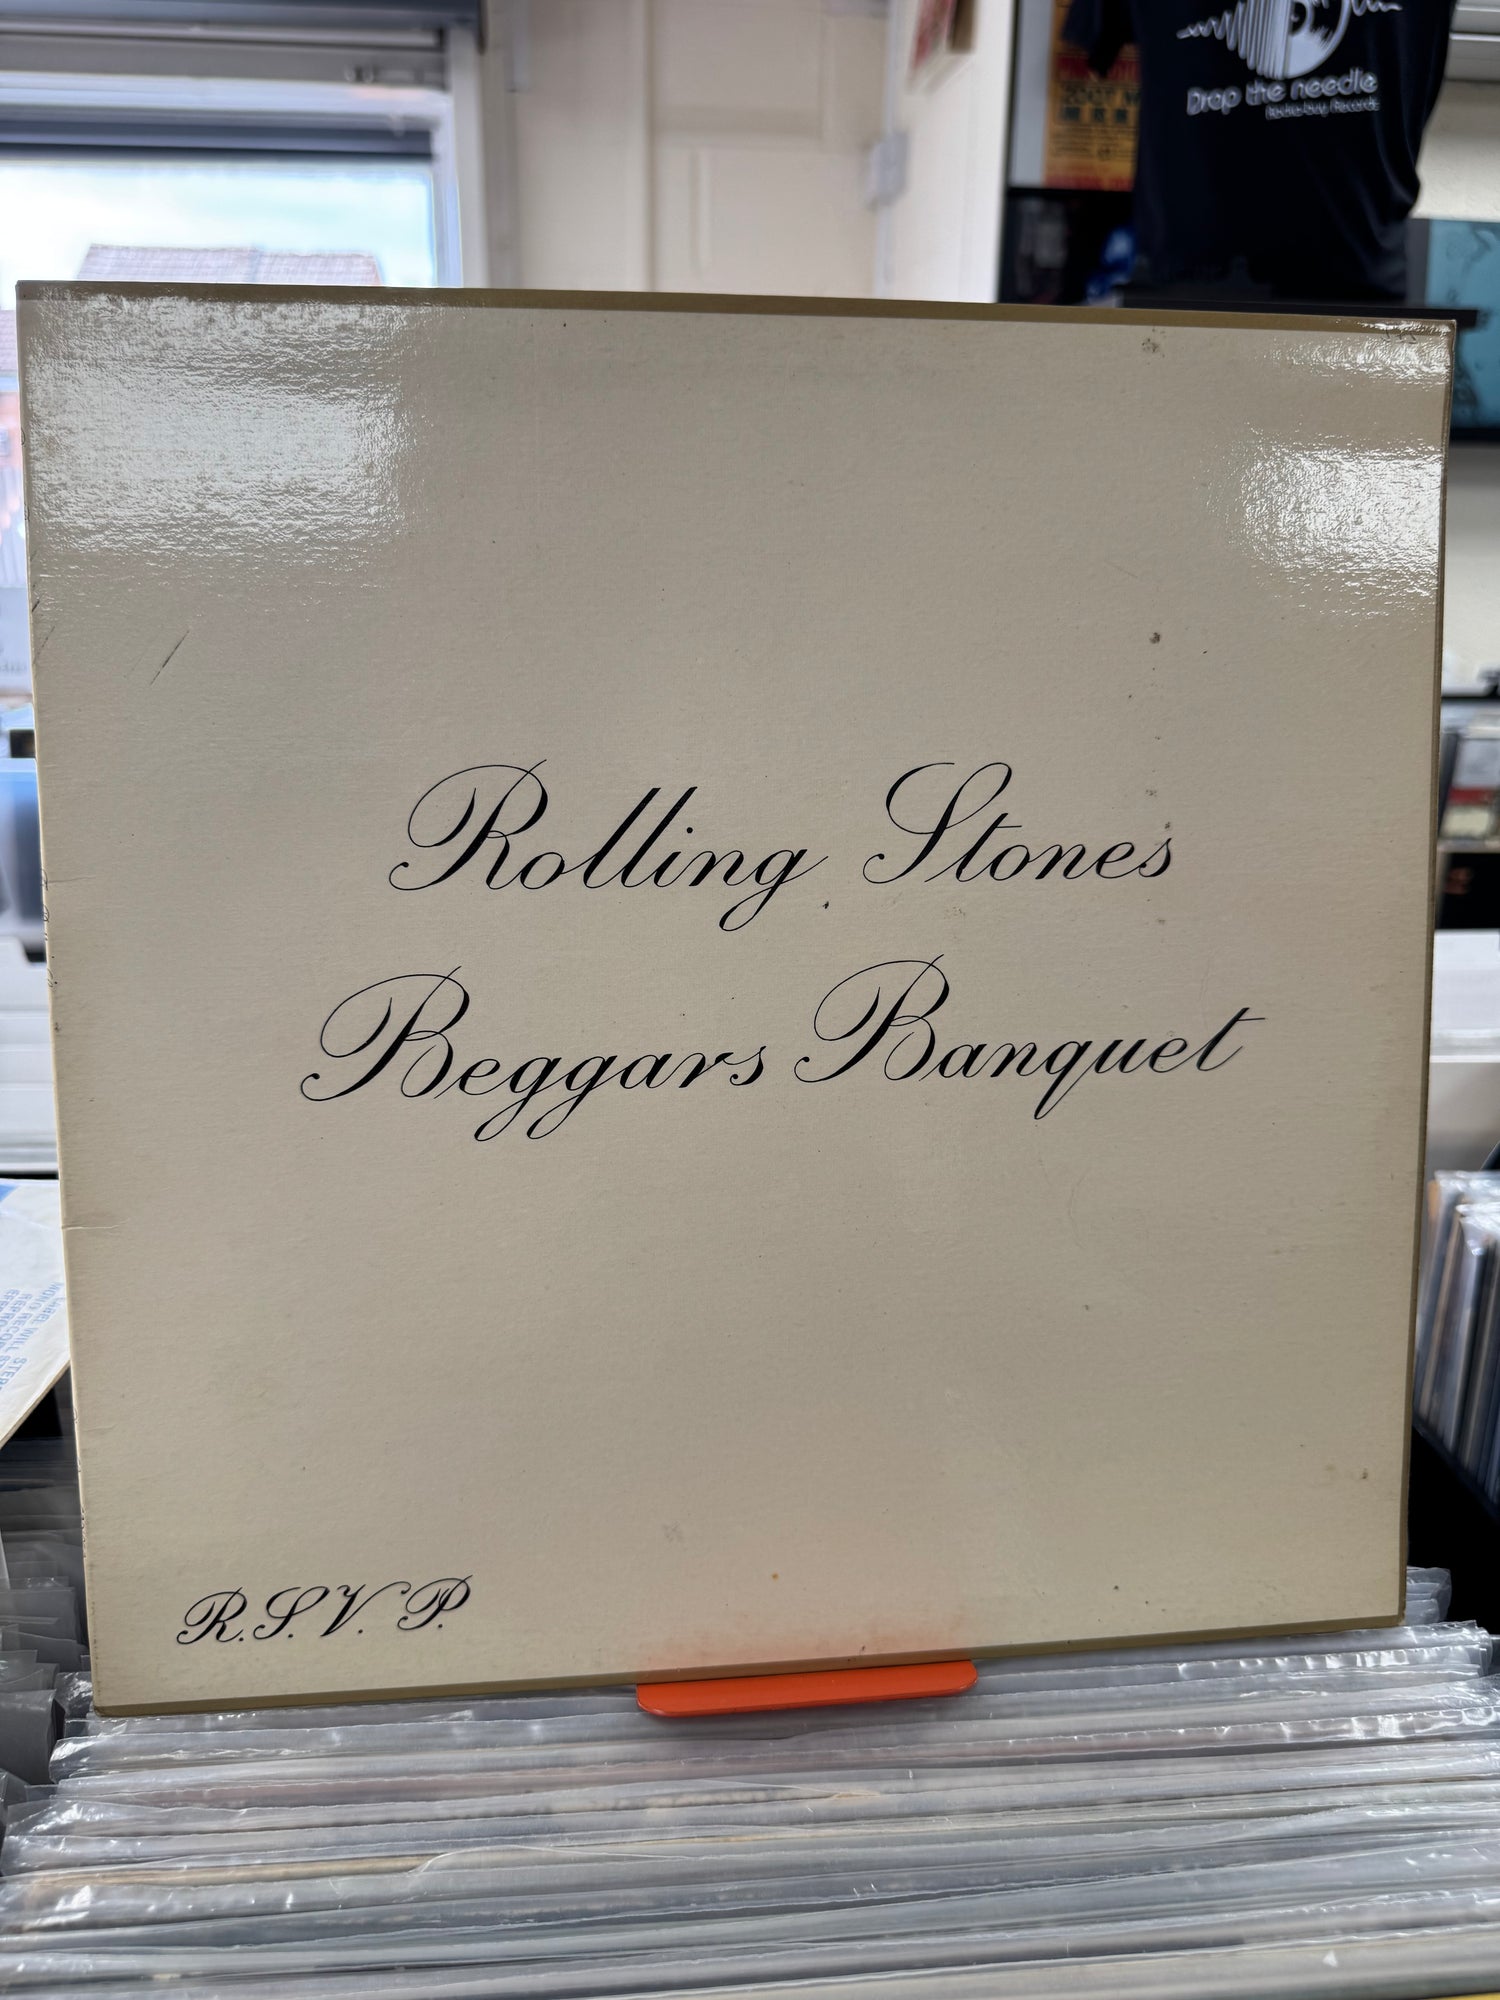 Drop the needle
Rolling Stones
Beggars Banquet
R.S.V.P.